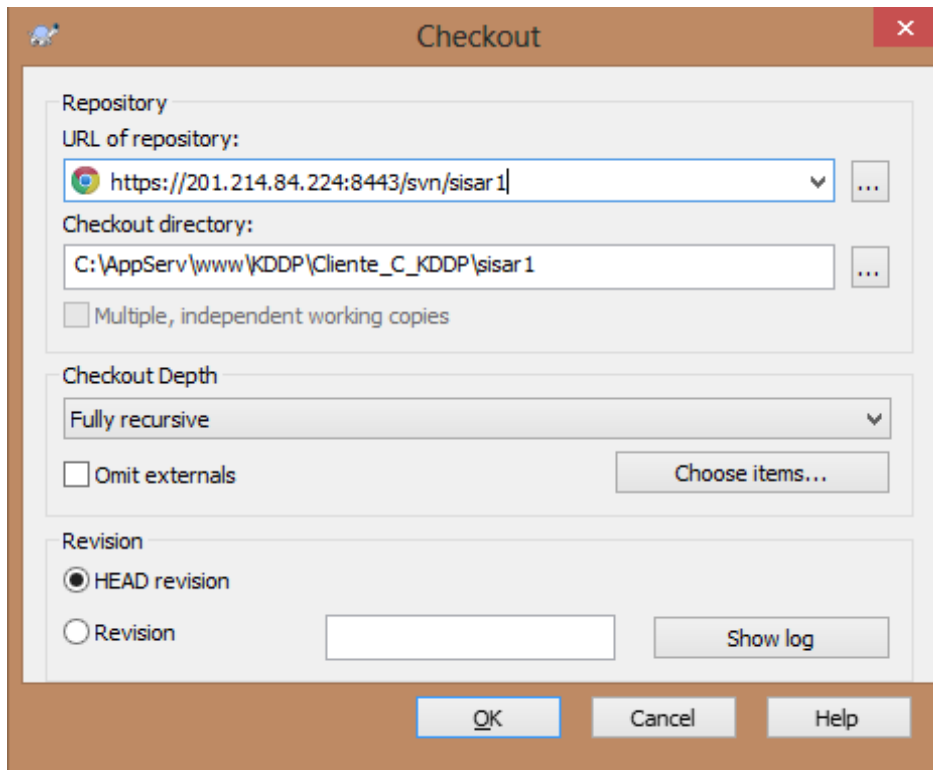 Checkout
Repository
URL of repository:
https://201.214.84.224:8443/svn/sisar1
...
Checkout directory:
C:\AppServ\www\KDDP\Cliente_C_KDDP\sisar1
...
Multiple, independent working copies
Checkout Depth
Fully recursive
Omit externals
Choose items...
Revision
HEAD revision
Revision
Show log
OK
Cancel
Help